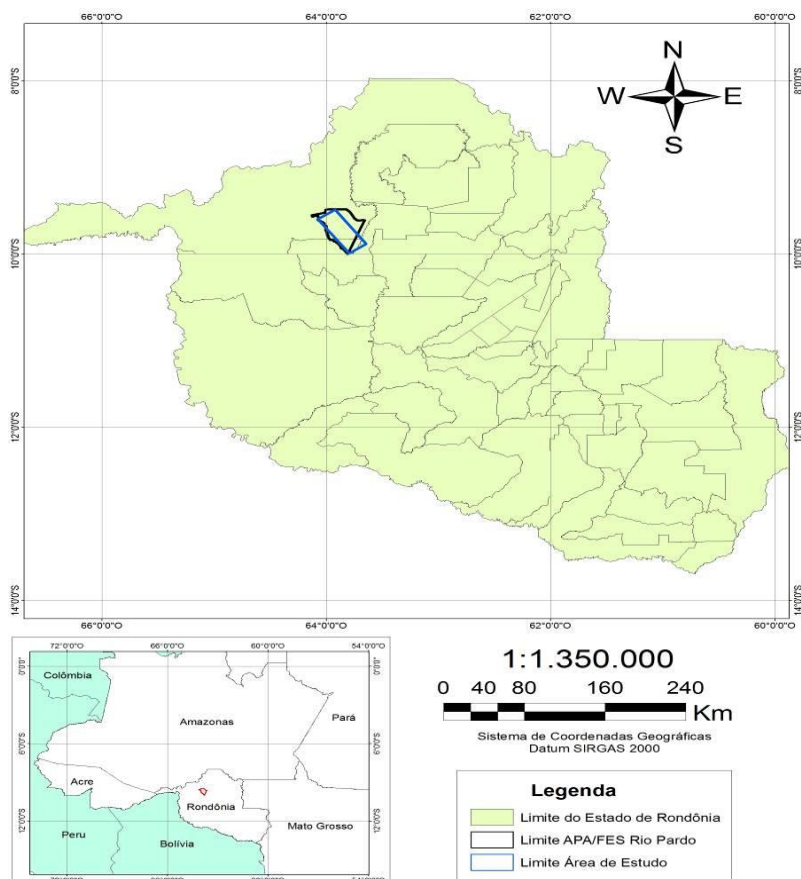 66°0'0"O 64°0'0"O 62°0'0"O 60°0'0"O
N
W E
S
8°0'0"S
10°0'0"S
12°0'0"S
14°0'0"S
66°0'0"O 64°0'0"O 62°0'0"O 60°0'0"O
72°0'0"O 66°0'0"O 60°0'0"O 54°0'0"O
0°0'0"
6°0'0"S
12°0'0"S
Colômbia
Amazonas
Pará
Acre
Rondônia
Mato Grosso
Peru
Bolívia
1:1.350.000
0 40 80 160 240
Km
Sistema de Coordenadas Geográficas
Datum SIRGAS 2000
Legenda
Limite do Estado de Rondônia
Limite APA/FES Rio Pardo
Limite Área de Estudo